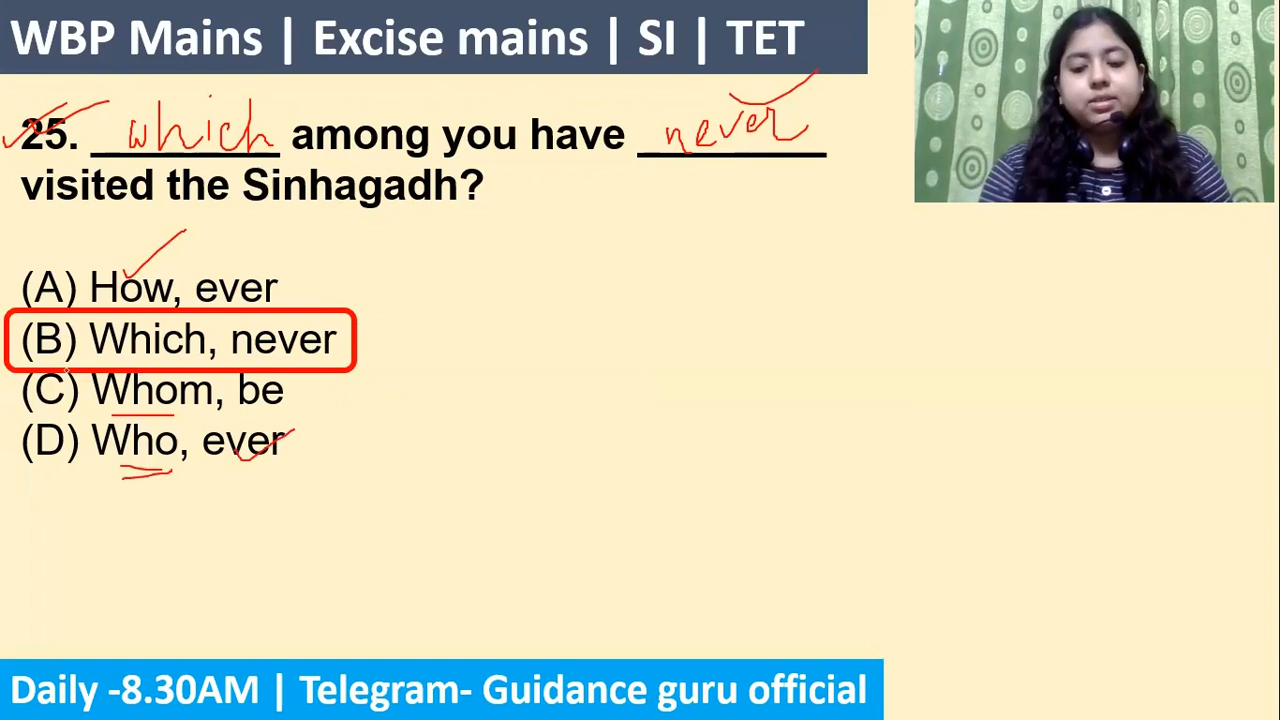 WBP Mains | Excise mains | SI | TET
25. which among you have never
visited the Sinhagadh?
(A) How, ever
(B) Which, never
(C) Whom, be
(D) Who, ever
Daily -8.30AM | Telegram- Guidance guru official